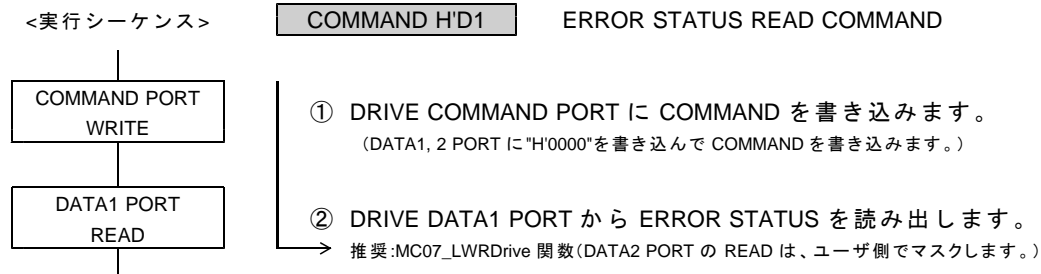 <実行シーケンス>
COMMAND H'D1 ERROR STATUS READ COMMAND
COMMAND PORT
WRITE
① DRIVE COMMAND PORT に COMMAND を書き込みます。
（DATA1, 2 PORT に"H'0000"を書き込んで COMMAND を書き込みます。）
DATA1 PORT
READ
② DRIVE DATA1 PORT から ERROR STATUS を読み出します。
推奨:MC07_LWRDrive 関数（DATA2 PORT の READ は、ユーザ側でマスクします。）